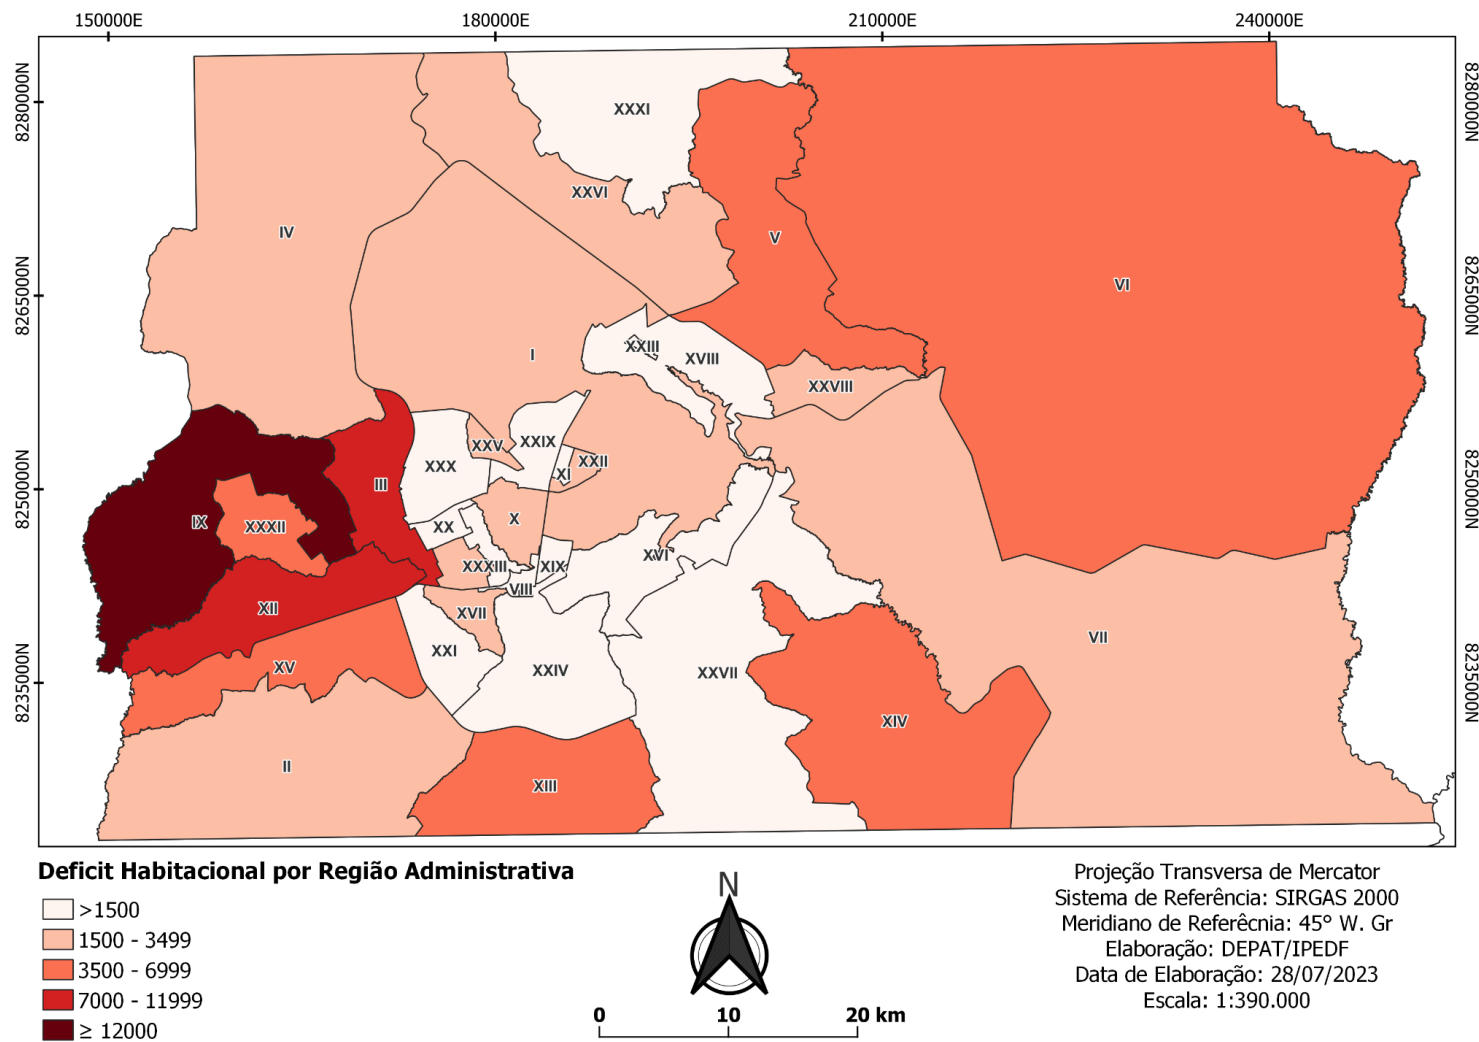 150000E 180000E 210000E 240000E
8280000N 8280000N
8265000N 8265000N
8250000N 8250000N
8235000N 8235000N
XXXI
XXVI
IV
V
VI
I
XXIII
XVIII
XXVIII
XXX
XXV
XXIX
XI
XXII
III
IX
XXXII
XX
X
XVI
XXXIII
XIX
VIII
XII
XVII
XXI
XV
XXIV
XXVII
VII
XIV
II
XIII
Deficit Habitacional por Região Administrativa
>1500
1500 - 3499
3500 - 6999
7000 - 11999
≥ 12000
N
0 10 20 km
Projeção Transversa de Mercator
Sistema de Referência: SIRGAS 2000
Meridiano de Referêcnia: 45° W. Gr
Elaboração: DEPAT/IPEDF
Data de Elaboração: 28/07/2023
Escala: 1:390.000